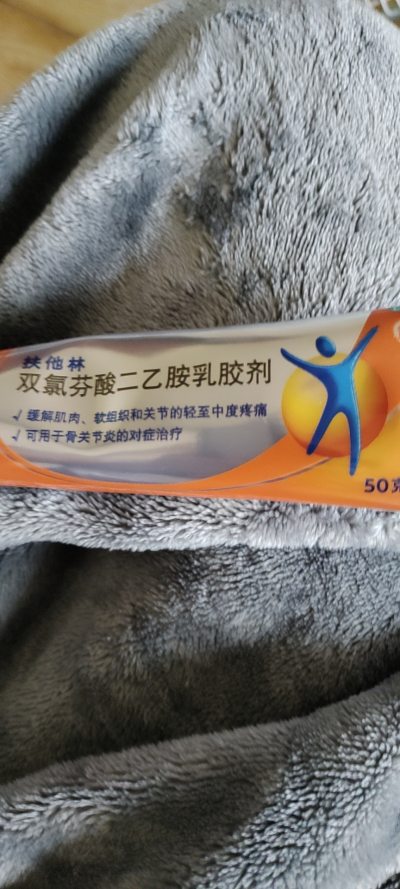 扶他林
双氯芬酸二乙胺乳胶剂
√ 缓解肌肉、软组织和关节的轻至中度疼痛
√ 可用于骨关节炎的对症治疗
50克